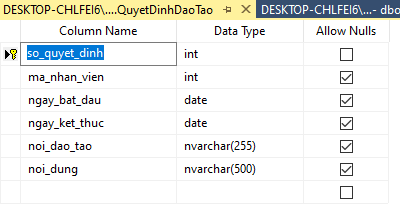 DESKTOP-CHLFEI6\....QuyetDinhDaoTao DESKTOP-CHLFEI6\....- dbo
Column Name Data Type Allow Nulls
so_quyet_dinh int
ma_nhan_vien int
ngay_bat_dau date
ngay_ket_thuc date
noi_dao_tao nvarchar(255)
noi_dung nvarchar(500)